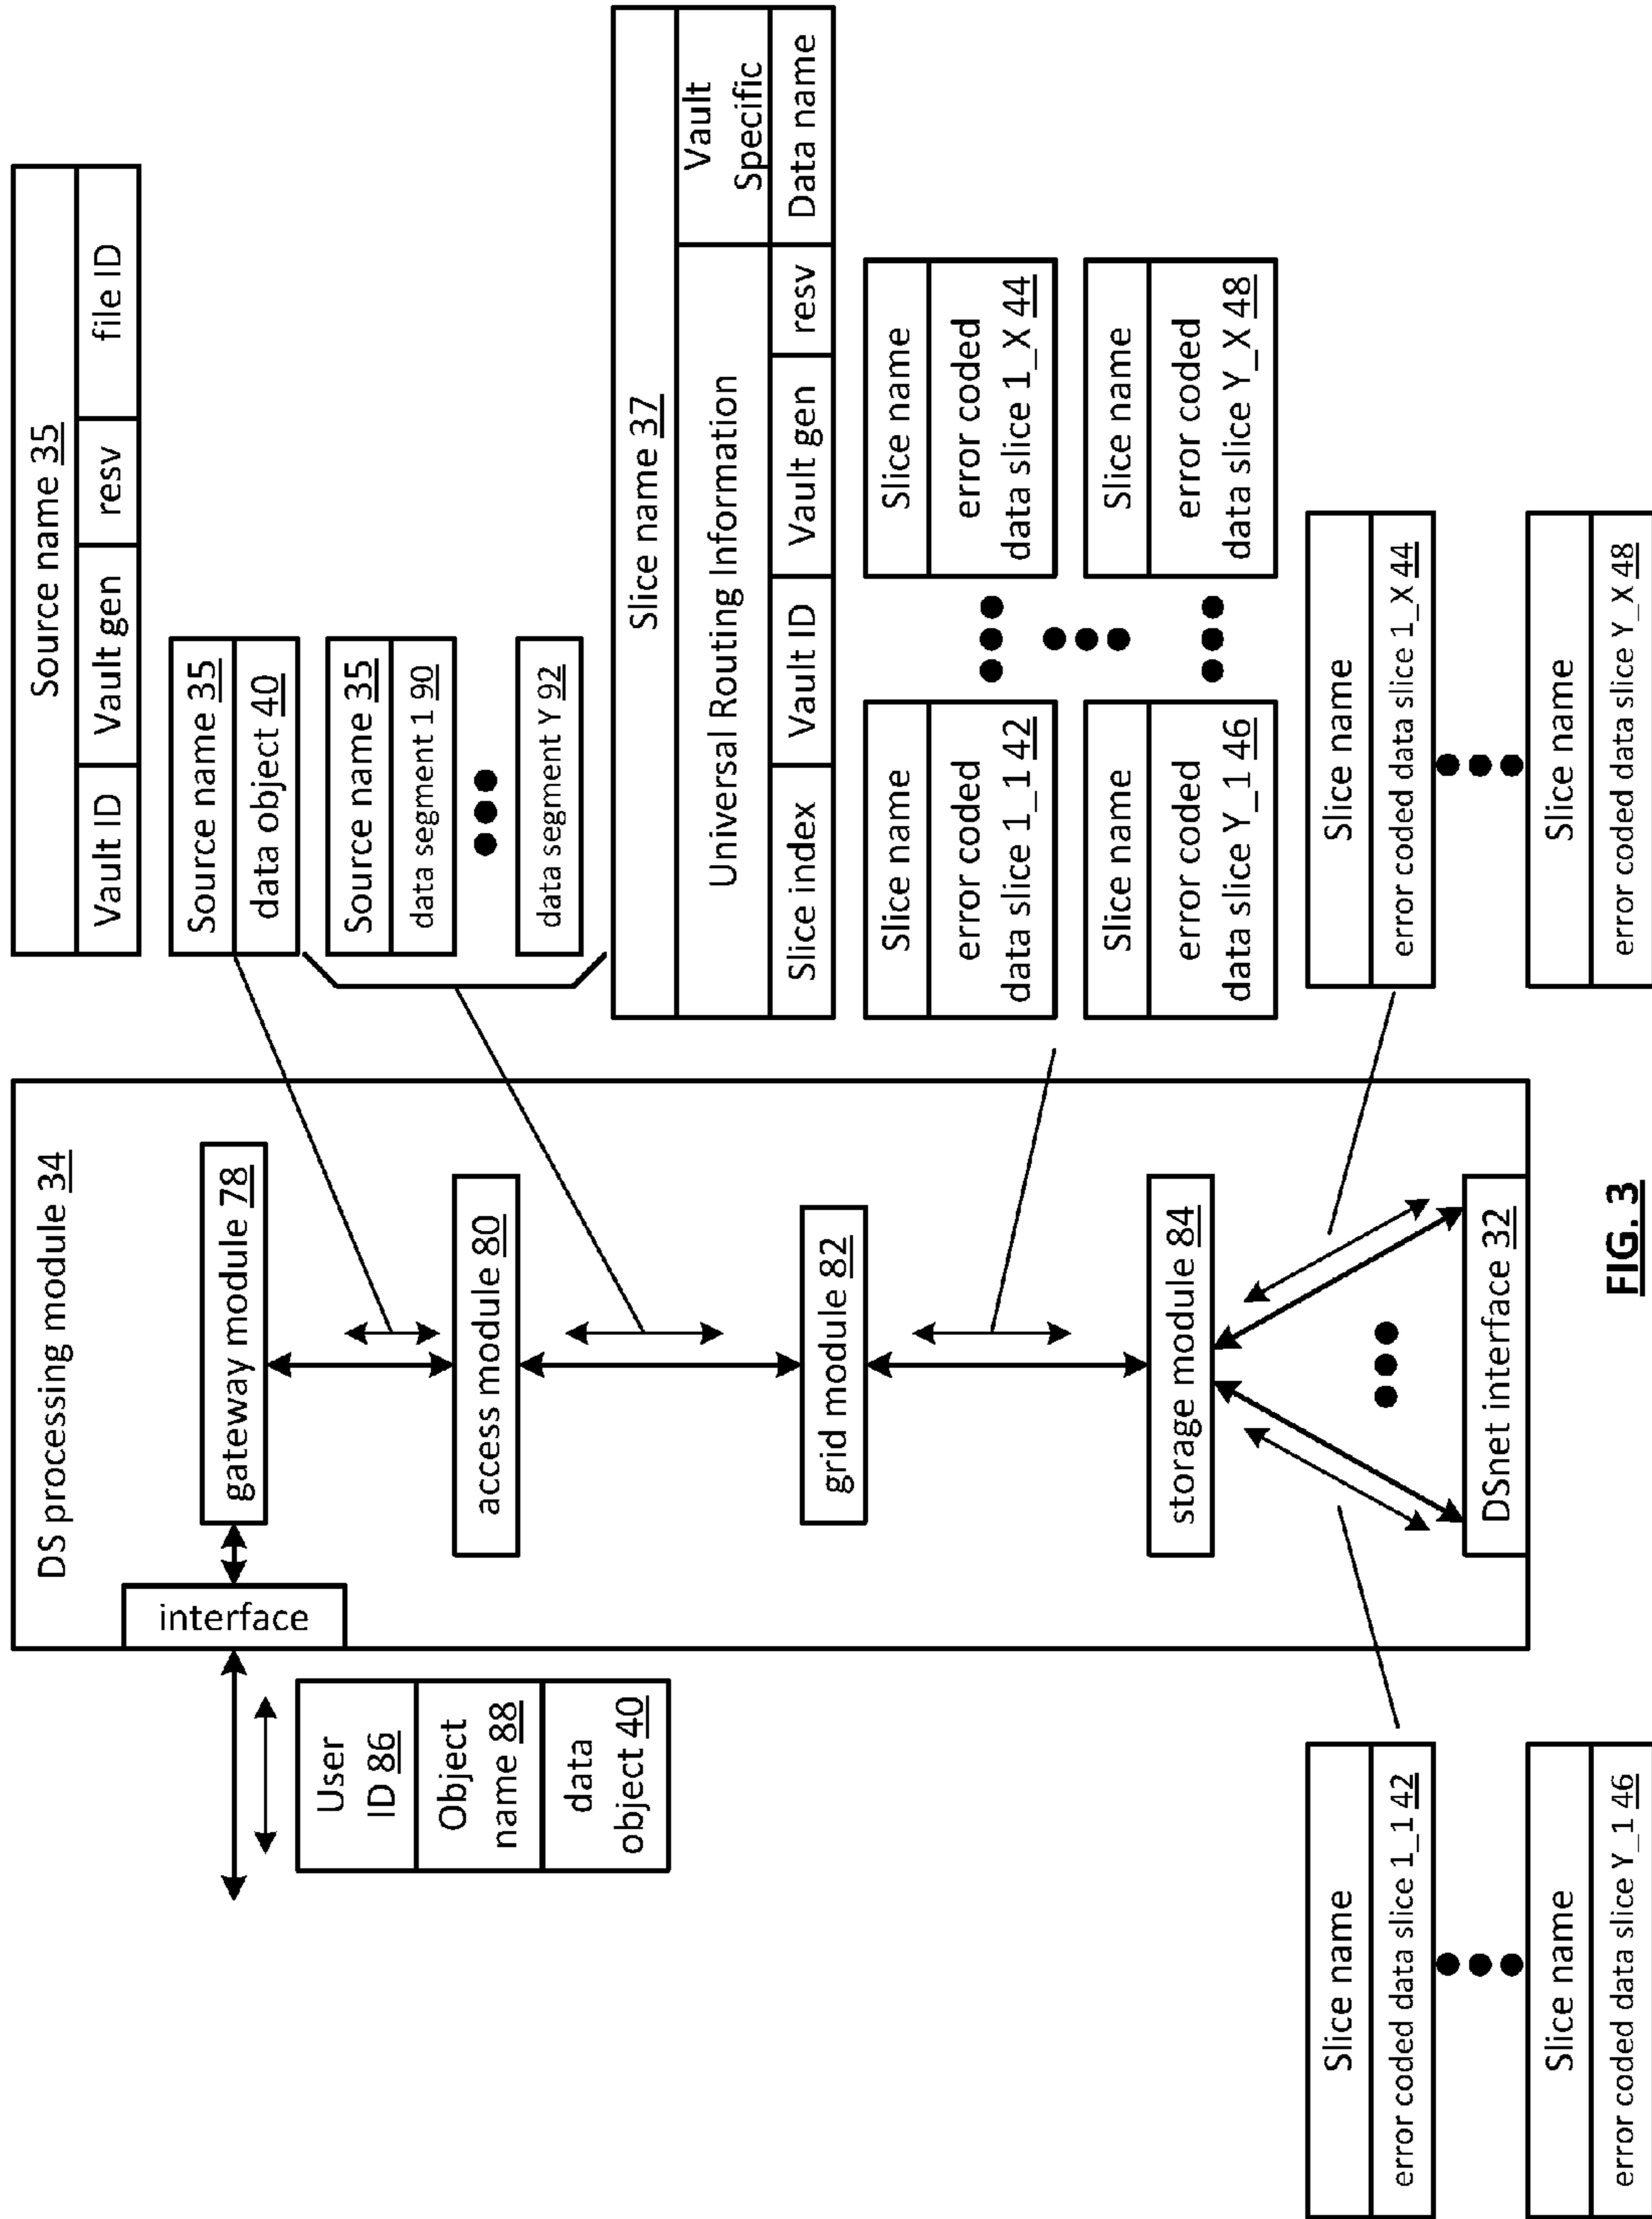 DS processing module 34
interface
gateway module 78
access module 80
grid module 82
storage module 84
DSnet interface 32
User
ID 86
Object
name 88
data
object 40
Source name 35
Vault ID
Vault gen
resv
file ID
Source name 35
data object 40
Source name 35
data segment 1 90
data segment Y 92
Slice name 37
Universal Routing Information
Vault
Specific
Slice index
Vault ID
Vault gen
resv
Data name
Slice name
error coded
data slice 1_1 42
Slice name
error coded
data slice 1_X 44
Slice name
error coded
data slice Y_1 46
Slice name
error coded
data slice Y_X 48
Slice name
error coded data slice 1_1 42
Slice name
error coded data slice Y_1 46
Slice name
error coded data slice 1_X 44
Slice name
error coded data slice Y_X 48
FIG. 3